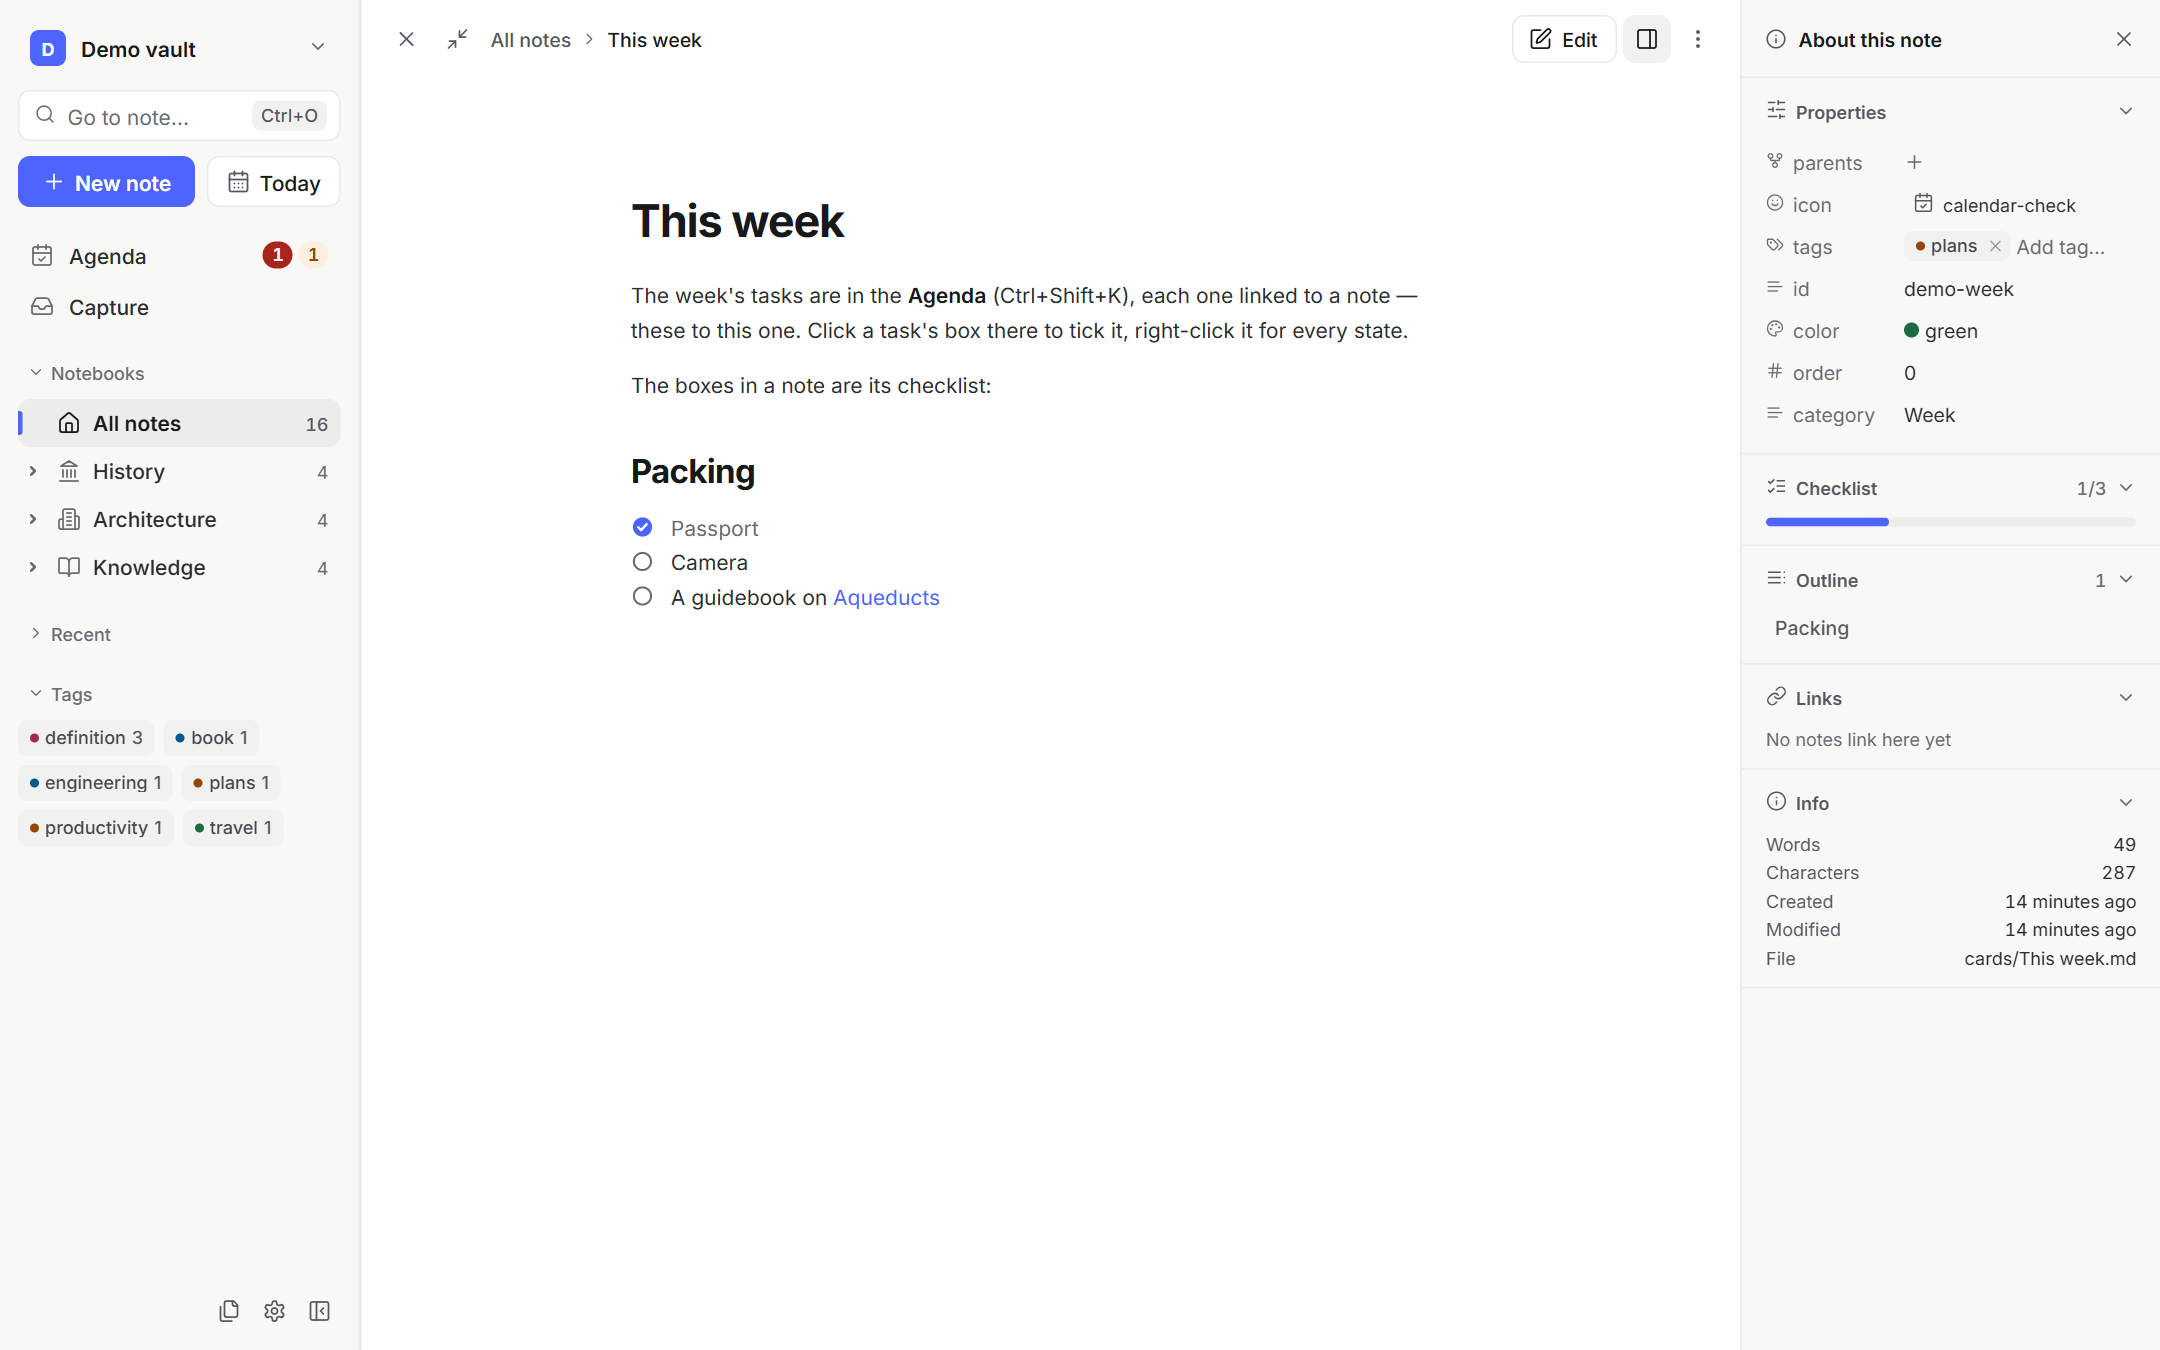 D Demo vault
Go to note... Ctrl+O
New note Today
Agenda 1 1
Capture
Notebooks
All notes 16
History 4
Architecture 4
Knowledge 4
Recent
Tags
definition 3 book 1
engineering 1 plans 1
productivity 1 travel 1
All notes This week
Edit
This week
The week's tasks are in the Agenda (Ctrl+Shift+K), each one linked to a note —
these to this one. Click a task's box there to tick it, right-click it for every state.
The boxes in a note are its checklist:
Packing
Passport
Camera
A guidebook on Aqueducts
About this note
Properties
parents
icon calendar-check
tags plans Add tag...
id demo-week
color green
order 0
category Week
Checklist 1/3
Outline 1
Packing
Links
No notes link here yet
Info
Words 49
Characters 287
Created 14 minutes ago
Modified 14 minutes ago
File cards/This week.md